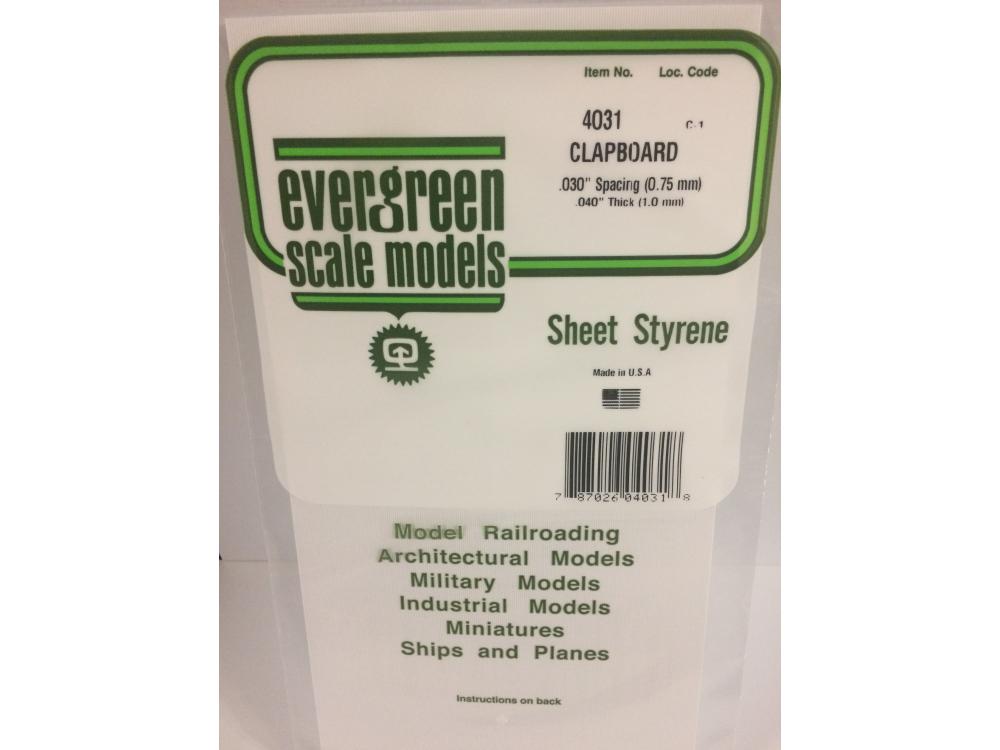 Item No. Loc. Code
4031 C-1
CLAPBOARD
.030" Spacing (0.75 mm)
.040" Thick (1.0 mm)
evergreen
scale models
Sheet Styrene
Made in U.S.A
7 87026 04031 8
Model Railroading
Architectural Models
Military Models
Industrial Models
Miniatures
Ships and Planes
Instructions on back